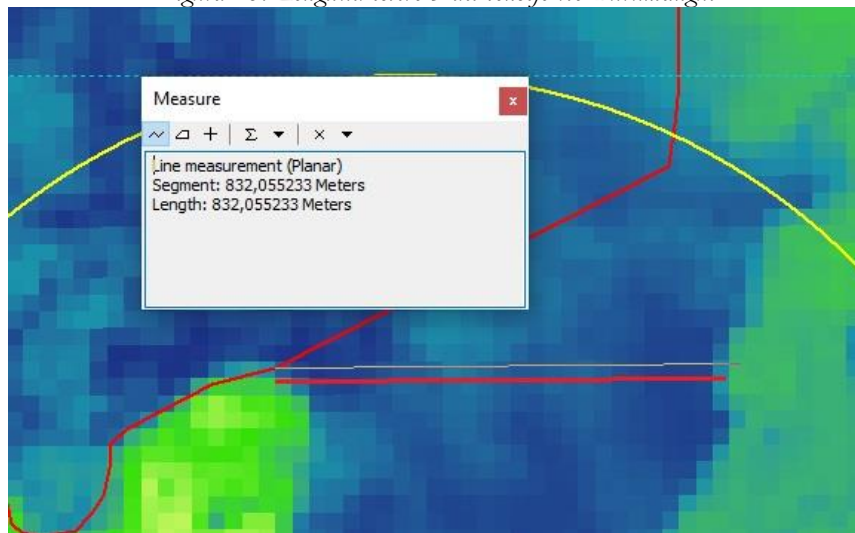 Measure
Line measurement (Planar)
Segment: 832,055233 Meters
Length: 832,055233 Meters